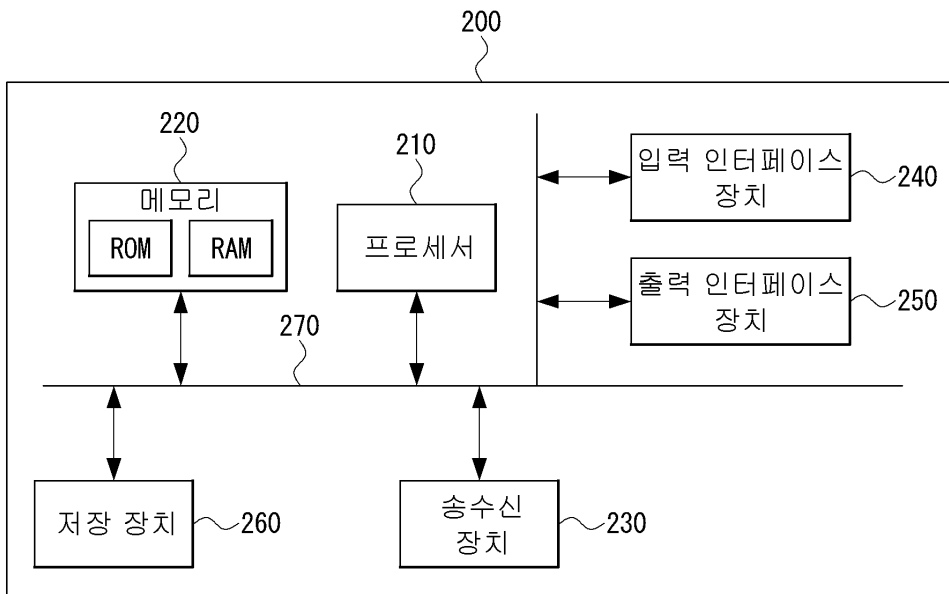 200
220
210
메모리
ROM
RAM
프로세서
입력 인터페이스
장치
240
출력 인터페이스
장치
250
270
저장 장치
260
송수신
장치
230